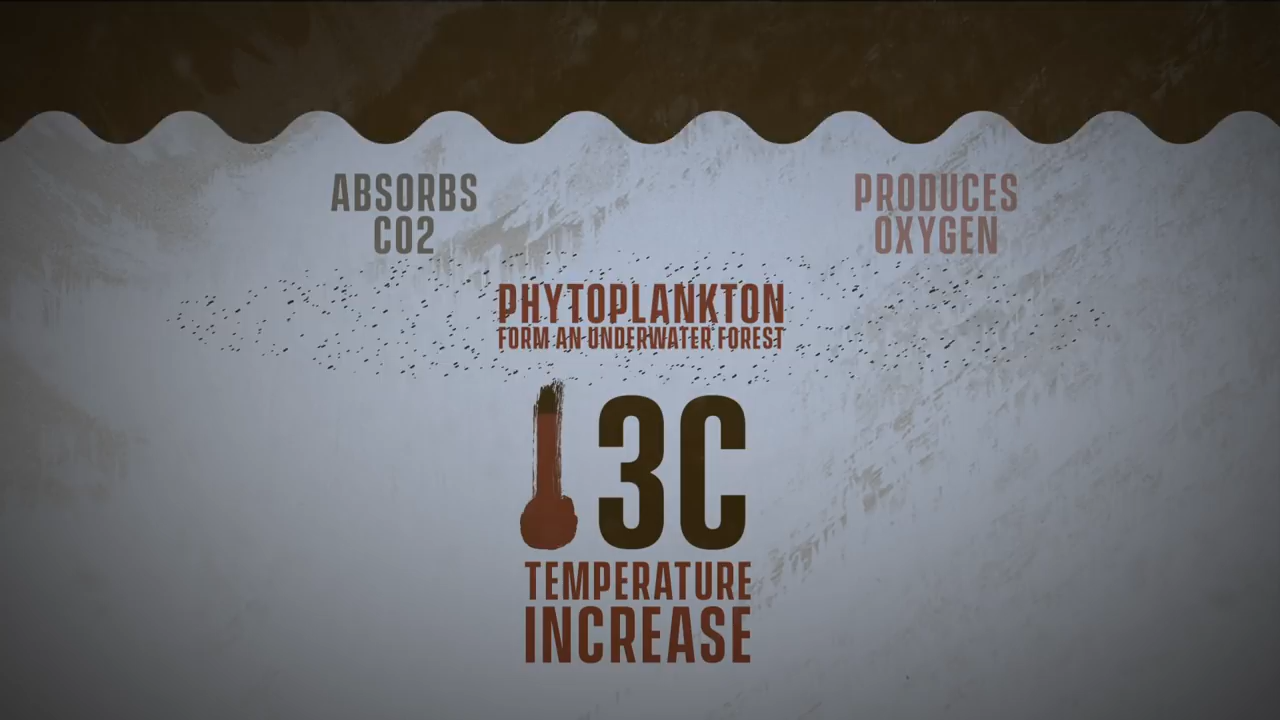 ABSORBS
CO2
PRODUCES
OXYGEN
PHYTOPLANKTON
FORM AN UNDERWATER FOREST
3C
TEMPERATURE
INCREASE